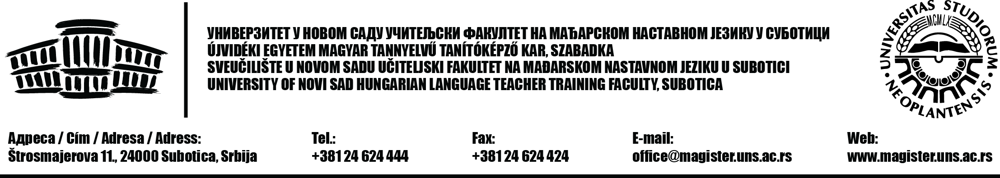 УНИВЕРЗИТЕТ У НОВОМ САДУ УЧИТЕЉСКИ ФАКУЛТЕТ НА МАЂАРСКОМ НАСТАВНОМ ЈЕЗИКУ У СУБОТИЦИ
ÚJVIDÉKI EGYETEM MAGYAR TANNYELVŰ TANÍTÓKÉPZŐ KAR, SZABADKA
SVEUČILIŠTE U NOVOM SADU UČITELJSKI FAKULTET NA MAĐARSKOM NASTAVNOM JEZIKU U SUBOTICI
UNIVERSITY OF NOVI SAD HUNGARIAN LANGUAGE TEACHER TRAINING FACULTY, SUBOTICA
UNIVERSITAS STUDIORUM
MCMLX
• NEOPLANTENSIS •
Адреса / Cím / Adresa / Adress:
Štrosmajerova 11., 24000 Subotica, Srbija
Tel.:
+381 24 624 444
Fax:
+381 24 624 424
E-mail:
office@magister.uns.ac.rs
Web:
www.magister.uns.ac.rs